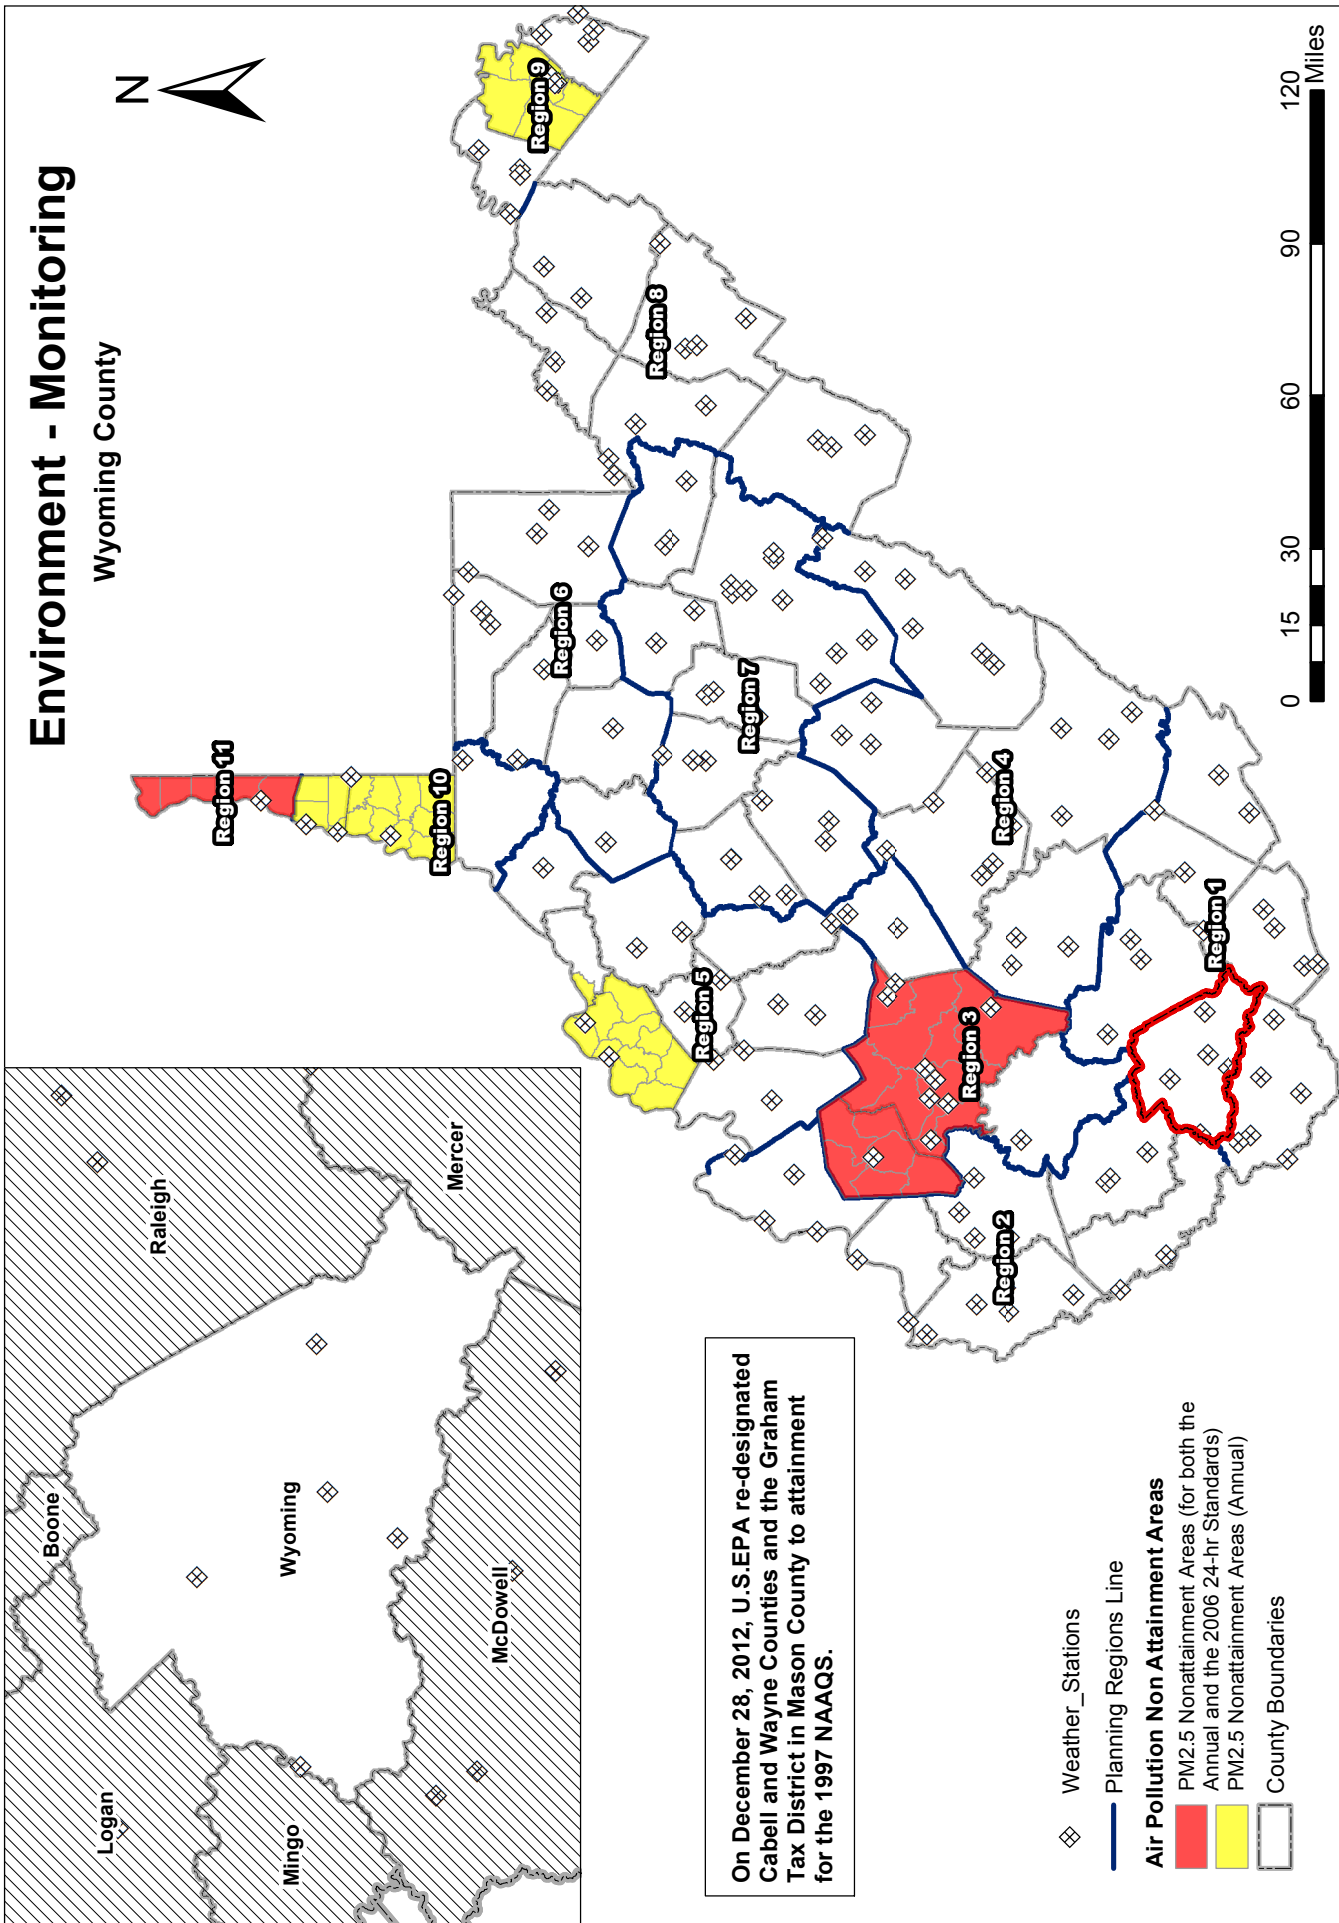 Environment - Monitoring
Wyoming County
N
Logan
Boone
Raleigh
Mingo
Wyoming
Mercer
McDowell
Region 11
Region 10
Region 9
Region 6
Region 8
Region 5
Region 7
Region 3
Region 4
Region 2
Region 1
On December 28, 2012, U.S.EPA re-designated
Cabell and Wayne Counties and the Graham
Tax District in Mason County to attainment
for the 1997 NAAQS.
Weather_Stations
Planning Regions Line
Air Pollution Non Attainment Areas
PM2.5 Nonattainment Areas (for both the
Annual and the 2006 24-hr Standards)
PM2.5 Nonattainment Areas (Annual)
County Boundaries
0 15 30 60 90 120
Miles